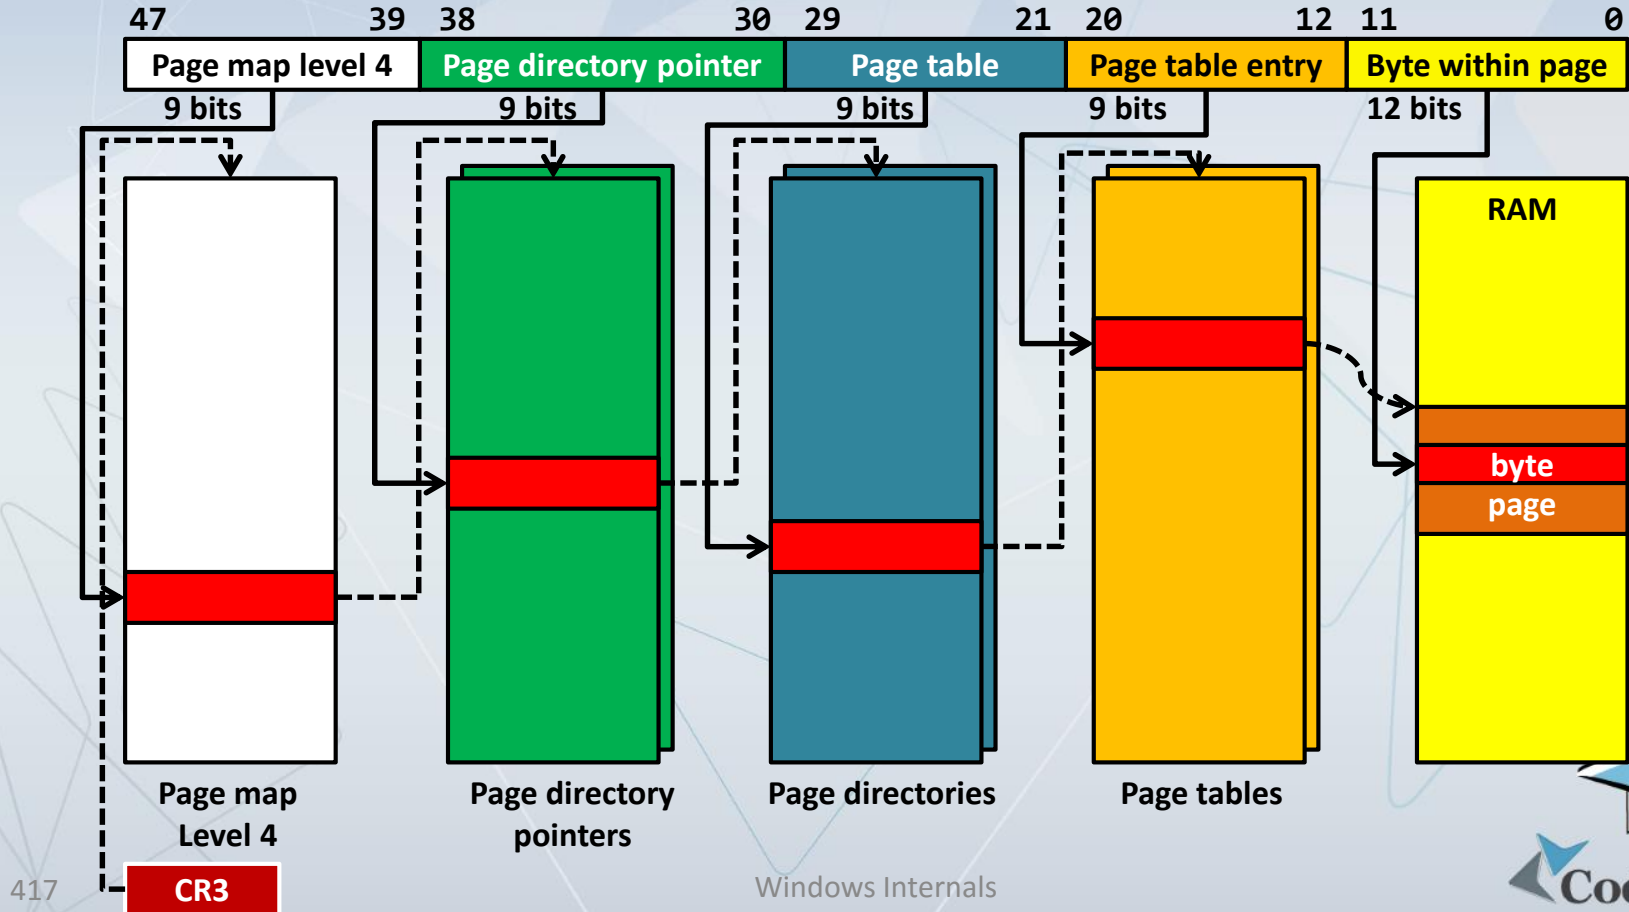 47 39 38 30 29 21 20 12 11 0
Page map level 4 Page directory pointer Page table Page table entry Byte within page
9 bits 9 bits 9 bits 9 bits 12 bits
RAM
byte
page
Page map Level 4
Page directory pointers
Page directories
Page tables
CR3
417
Windows Internals